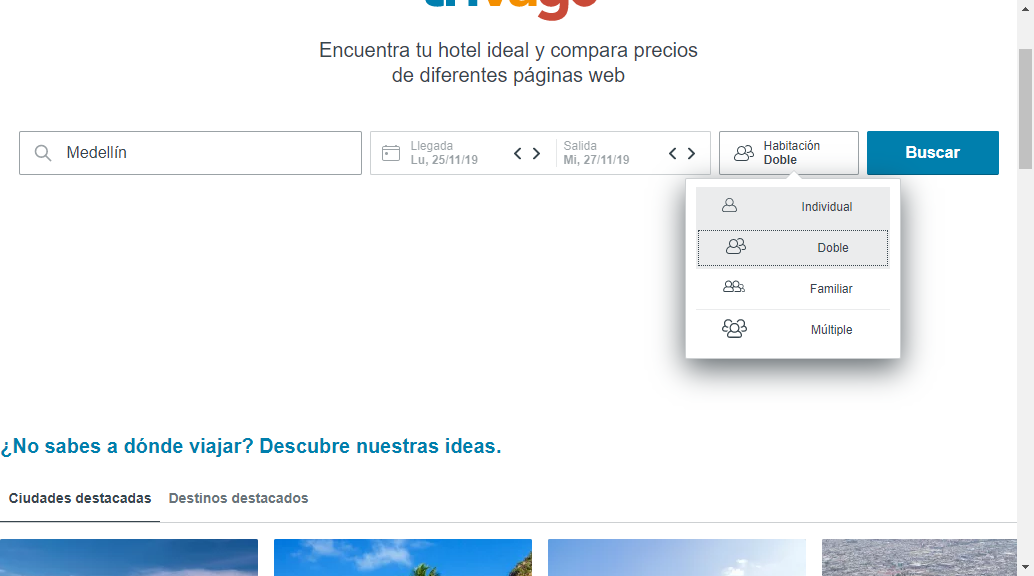 trivago
Encuentra tu hotel ideal y compara precios
de diferentes páginas web
Medellín
Llegada
Lu, 25/11/19
Salida
Mi, 27/11/19
Habitación
Doble
Buscar
Individual
Doble
Familiar
Múltiple
¿No sabes a dónde viajar? Descubre nuestras ideas.
Ciudades destacadas
Destinos destacados